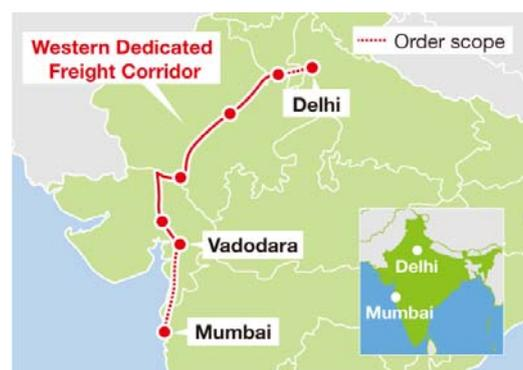 Western Dedicated
Freight Corridor
Order scope
Delhi
Vadodara
Mumbai
Delhi
Mumbai